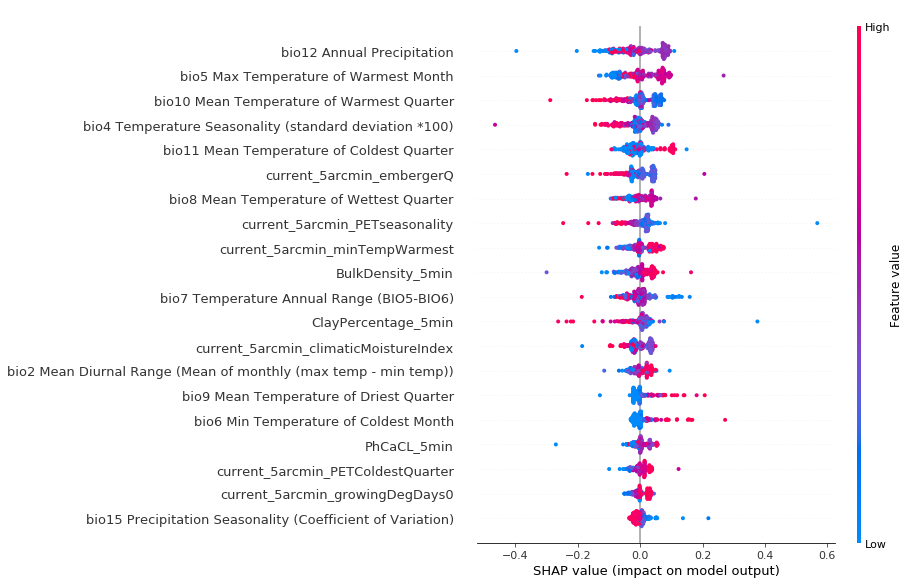 High
bio12 Annual Precipitation
bio5 Max Temperature of Warmest Month
bio10 Mean Temperature of Warmest Quarter
bio4 Temperature Seasonality (standard deviation *100)
bio11 Mean Temperature of Coldest Quarter
current_5arcmin_embergerQ
bio8 Mean Temperature of Wettest Quarter
current_5arcmin_PETseasonality
current_5arcmin_minTempWarmest
BulkDensity_5min
bio7 Temperature Annual Range (BIO5-BIO6)
ClayPercentage_5min
current_5arcmin_climaticMoistureIndex
bio2 Mean Diurnal Range (Mean of monthly (max temp - min temp))
bio9 Mean Temperature of Driest Quarter
bio6 Min Temperature of Coldest Month
PhCaCL_5min
current_5arcmin_PETColdestQuarter
current_5arcmin_growingDegDays0
bio15 Precipitation Seasonality (Coefficient of Variation)
Feature value
Low
−0.4 −0.2 0.0 0.2 0.4 0.6
SHAP value (impact on model output)